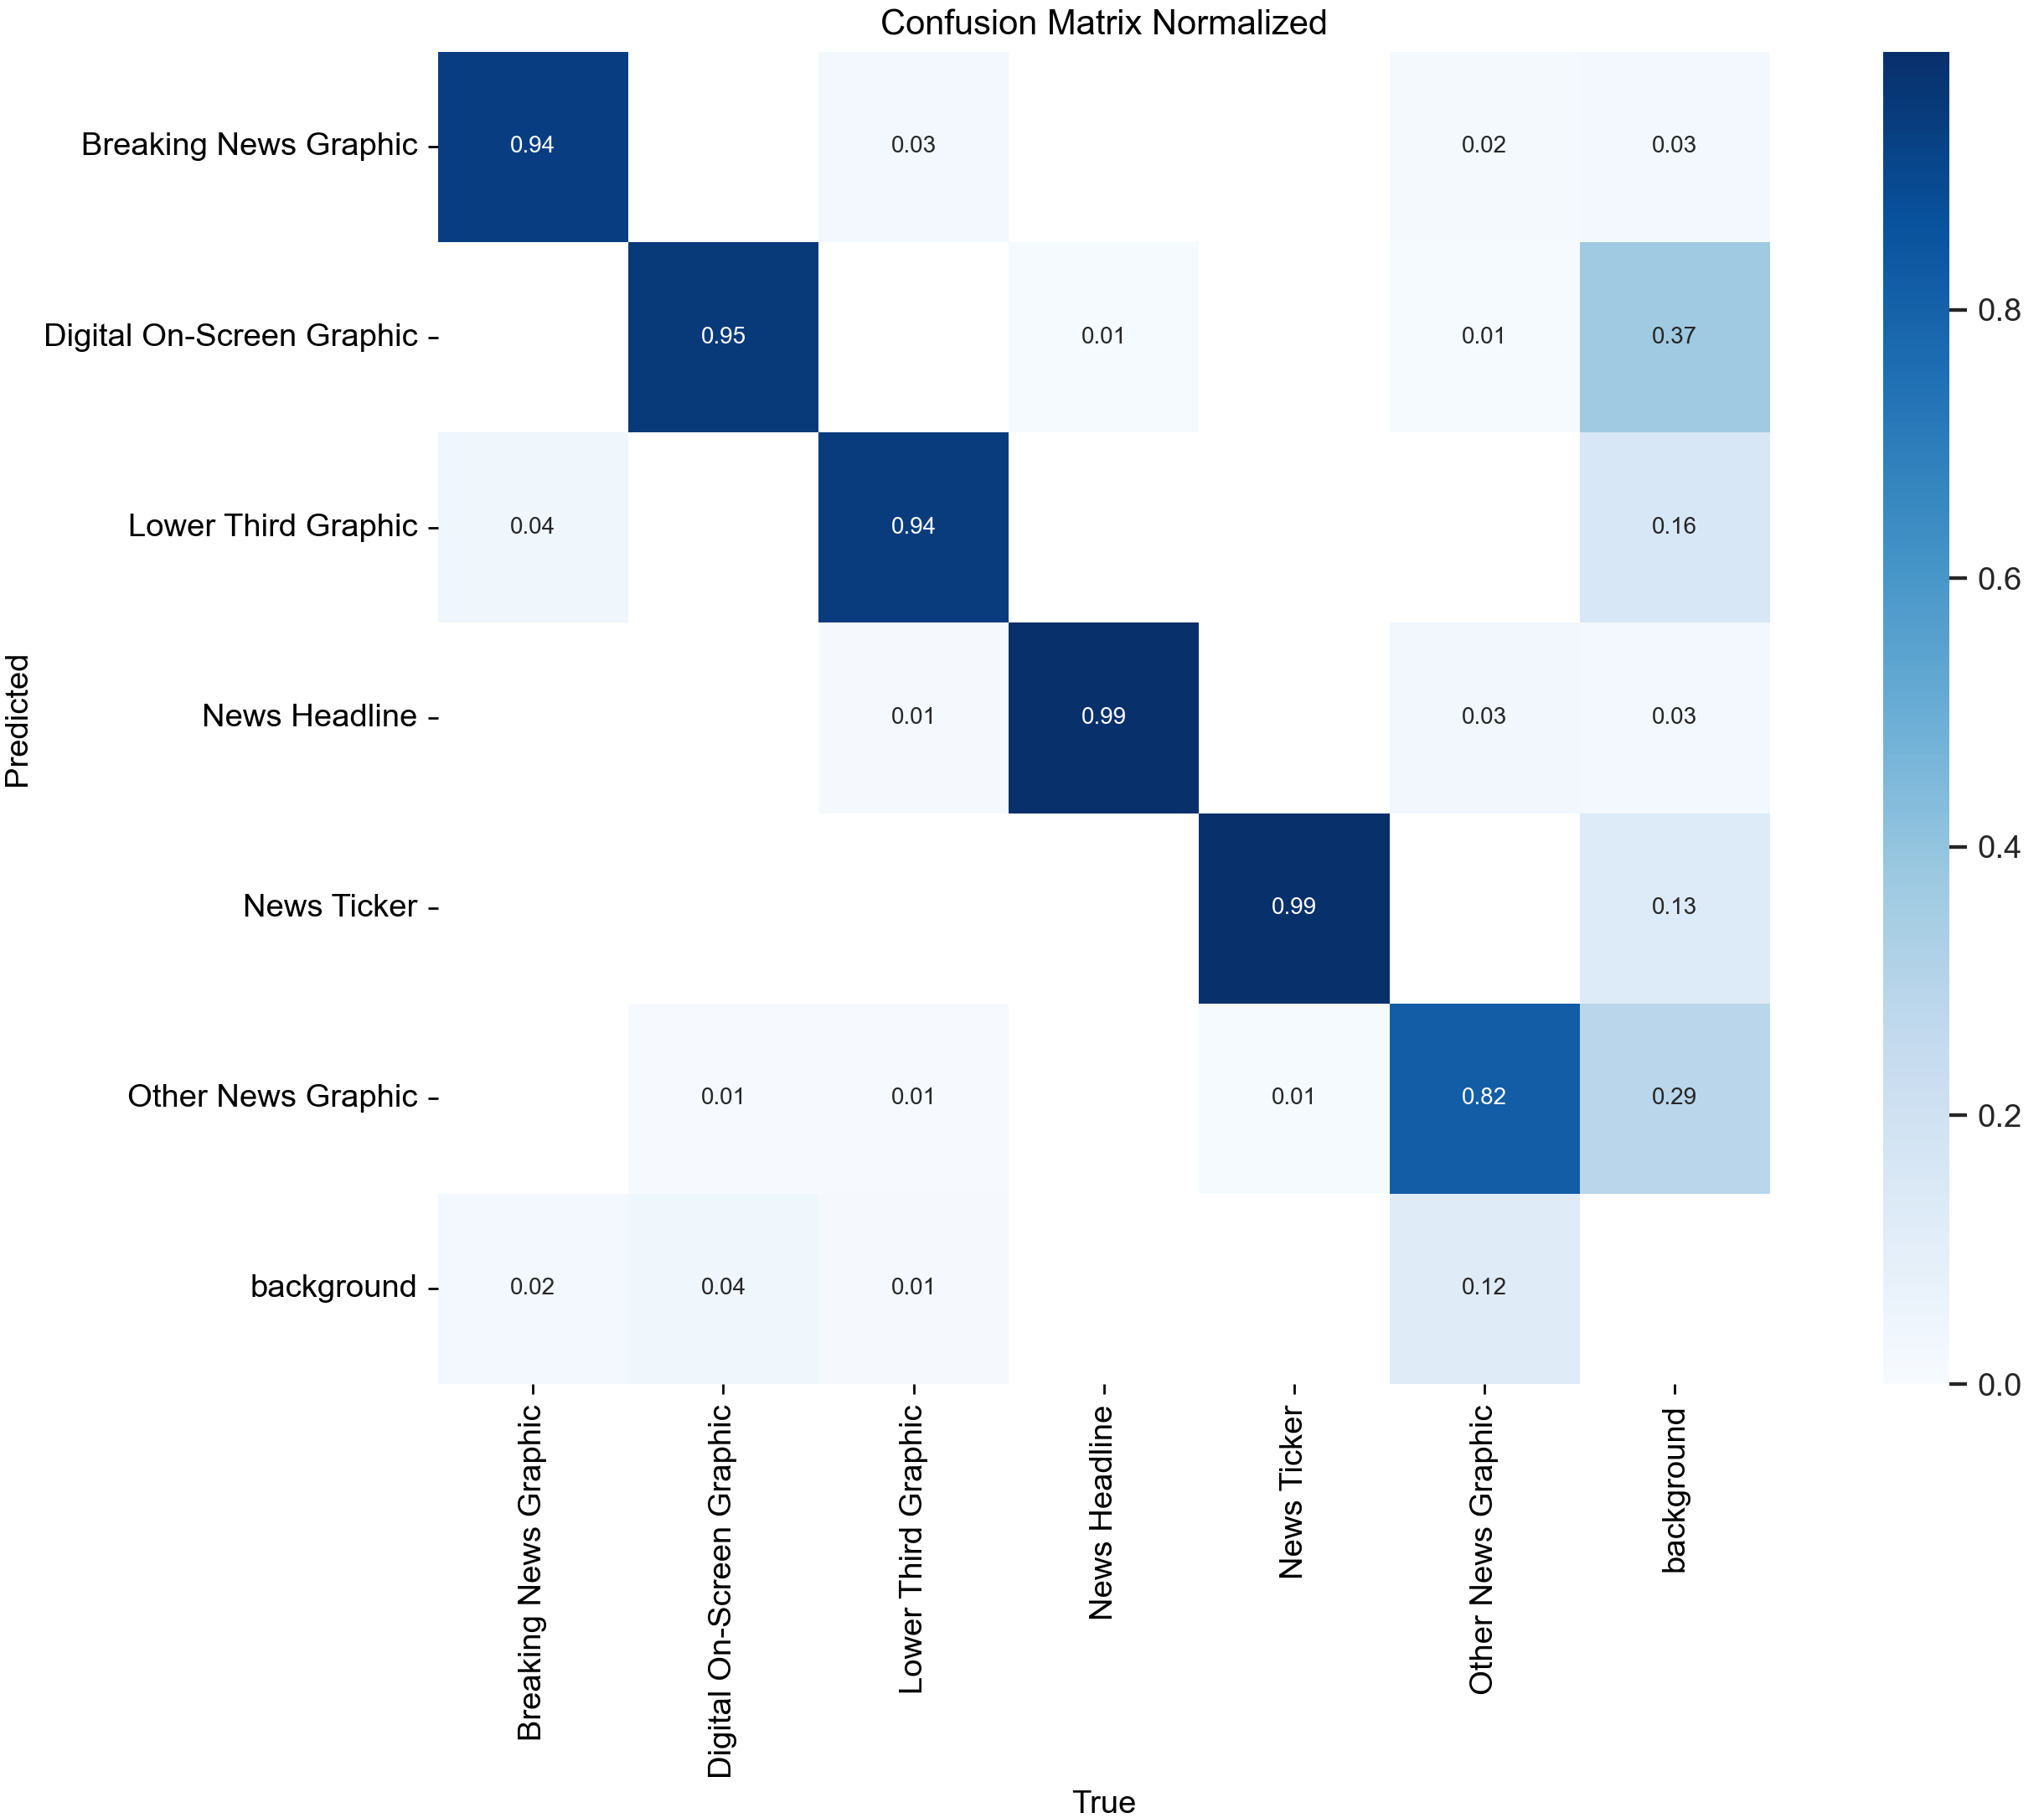 Confusion Matrix Normalized
Breaking News Graphic
0.94
0.03
0.02
0.03
Digital On-Screen Graphic
0.95
0.01
0.01
0.37
0.8
Lower Third Graphic
0.04
0.94
0.16
0.6
Predicted
News Headline
0.01
0.99
0.03
0.03
0.4
News Ticker
0.99
0.13
Other News Graphic
0.01
0.01
0.01
0.82
0.29
0.2
background
0.02
0.04
0.01
0.12
0.0
Breaking News Graphic
Digital On-Screen Graphic
Lower Third Graphic
News Headline
News Ticker
Other News Graphic
background
True